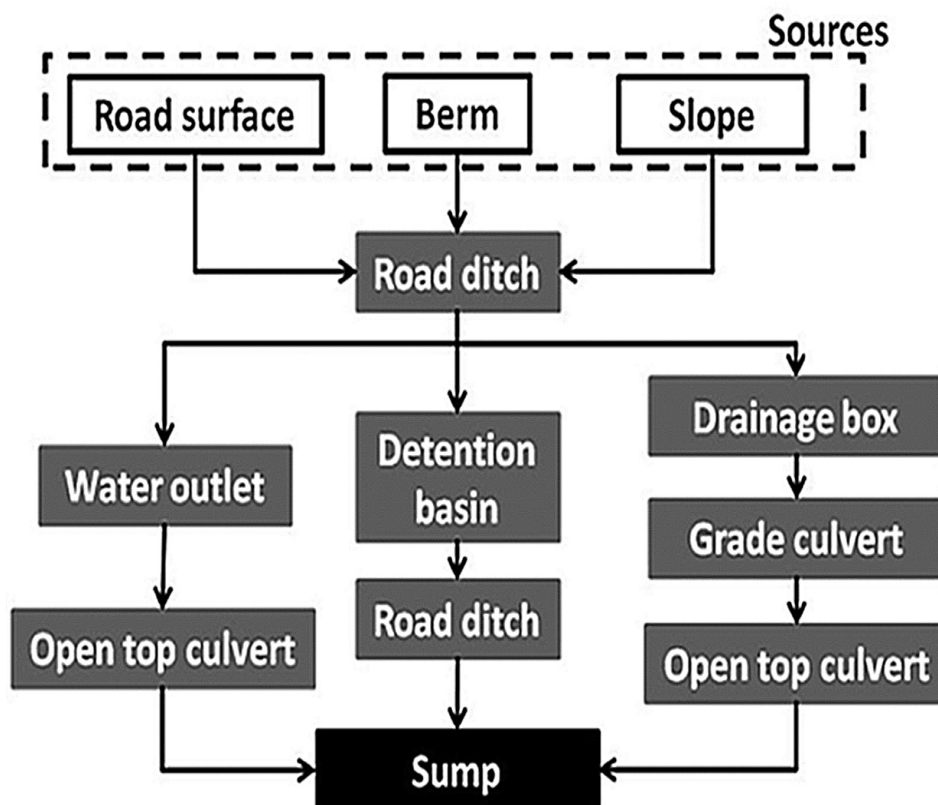 Sources
Road surface
Berm
Slope
Road ditch
Water outlet
Open top culvert
Detention
basin
Road ditch
Drainage box
Grade culvert
Open top culvert
Sump